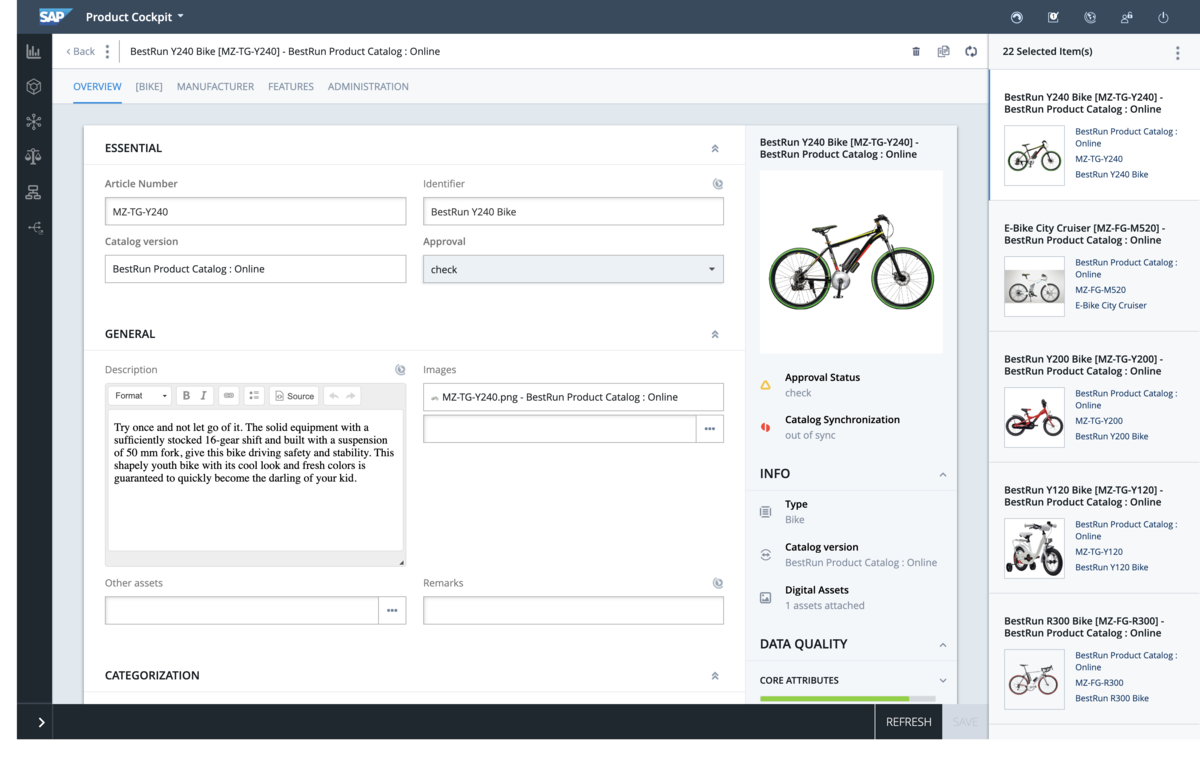 SAP Product Cockpit
Back
BestRun Y240 Bike [MZ-TG-Y240] - BestRun Product Catalog : Online
22 Selected Item(s)
OVERVIEW [BIKE] MANUFACTURER FEATURES ADMINISTRATION
ESSENTIAL
Article Number
MZ-TG-Y240
Identifier
BestRun Y240 Bike
Catalog version
BestRun Product Catalog : Online
Approval
check
GENERAL
Description
Format
B I
Source
Try once and not let go of it. The solid equipment with a
sufficiently stocked 16-gear shift and built with a suspension
of 50 mm fork, give this bike driving safety and stability. This
shapely youth bike with its cool look and fresh colors is
guaranteed to quickly become the darling of your kid.
Images
MZ-TG-Y240.png - BestRun Product Catalog : Online
...
Other assets
...
Remarks
CATEGORIZATION
BestRun Y240 Bike [MZ-TG-Y240] -
BestRun Product Catalog : Online
Approval Status
check
Catalog Synchronization
out of sync
INFO
Type
Bike
Catalog version
BestRun Product Catalog : Online
Digital Assets
1 assets attached
DATA QUALITY
CORE ATTRIBUTES
BestRun Y240 Bike [MZ-TG-Y240] -
BestRun Product Catalog : Online
BestRun Product Catalog :
Online
MZ-TG-Y240
BestRun Y240 Bike
E-Bike City Cruiser [MZ-FG-M520] -
BestRun Product Catalog : Online
BestRun Product Catalog :
Online
MZ-FG-M520
E-Bike City Cruiser
BestRun Y200 Bike [MZ-TG-Y200] -
BestRun Product Catalog : Online
BestRun Product Catalog :
Online
MZ-TG-Y200
BestRun Y200 Bike
BestRun Y120 Bike [MZ-TG-Y120] -
BestRun Product Catalog : Online
BestRun Product Catalog :
Online
MZ-TG-Y120
BestRun Y120 Bike
BestRun R300 Bike [MZ-FG-R300] -
BestRun Product Catalog : Online
BestRun Product Catalog :
Online
MZ-FG-R300
BestRun R300 Bike
REFRESH
SAVE